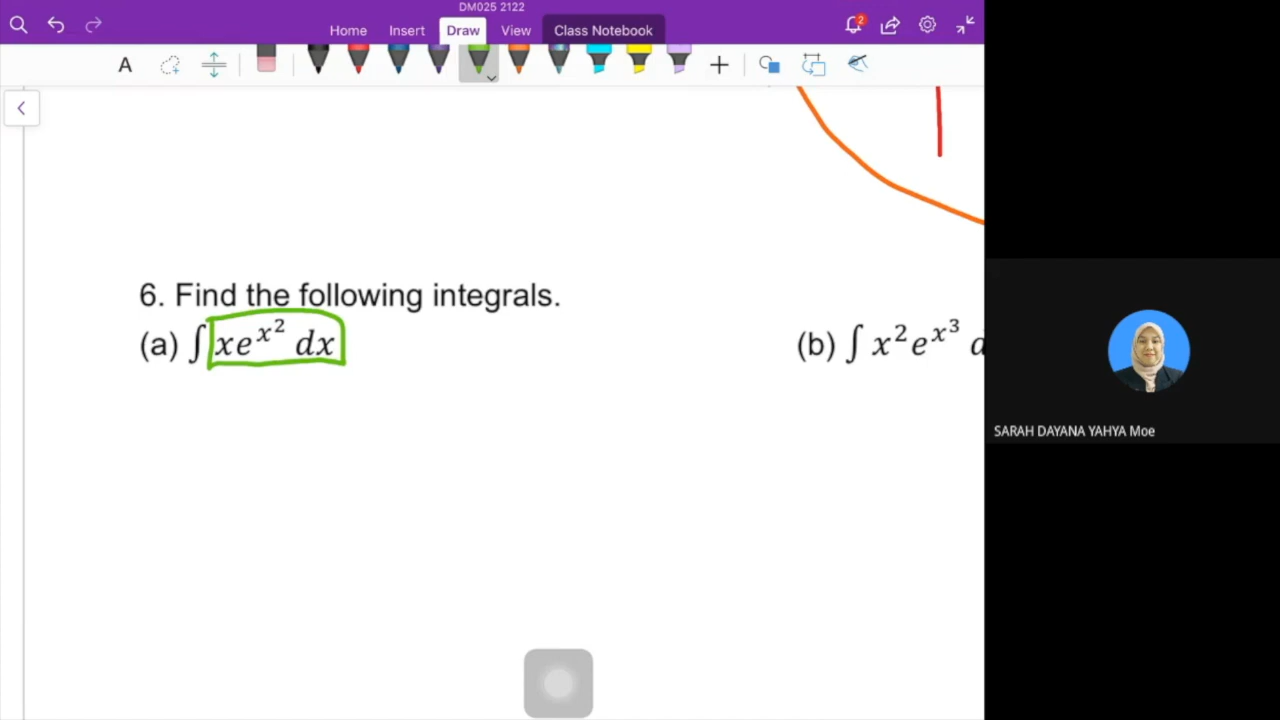 DM025 2122
Home Insert Draw View Class Notebook
2
A
6. Find the following integrals.
(a) ∫ xe^{x^2} dx
(b) ∫ x^2e^{x^3} d
SARAH DAYANA YAHYA Moe